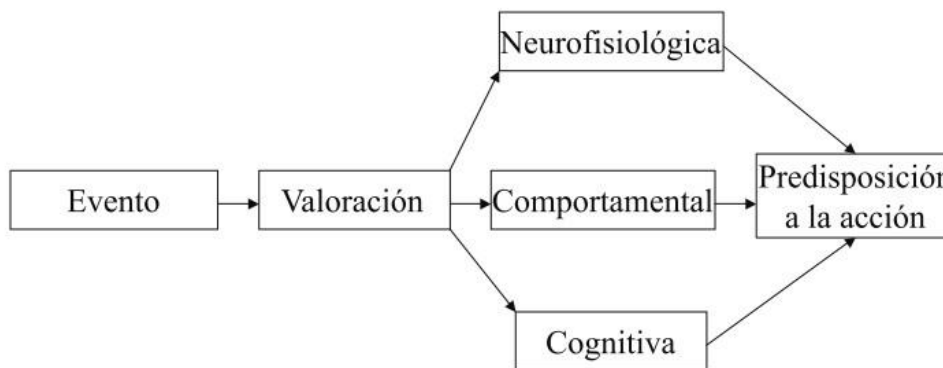 Neurofisiológica
Evento
Valoración
Comportamental
Predisposición
a la acción
Cognitiva